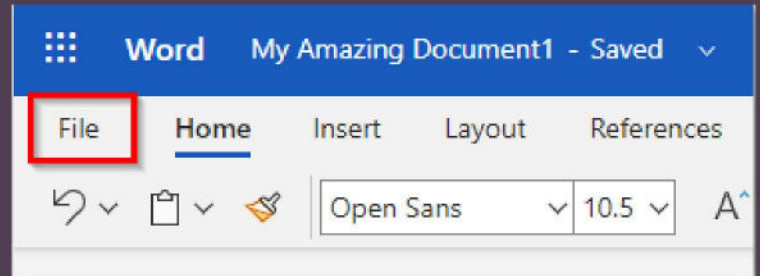 Word My Amazing Document1 - Saved
File Home Insert Layout References
Open Sans 10.5 A